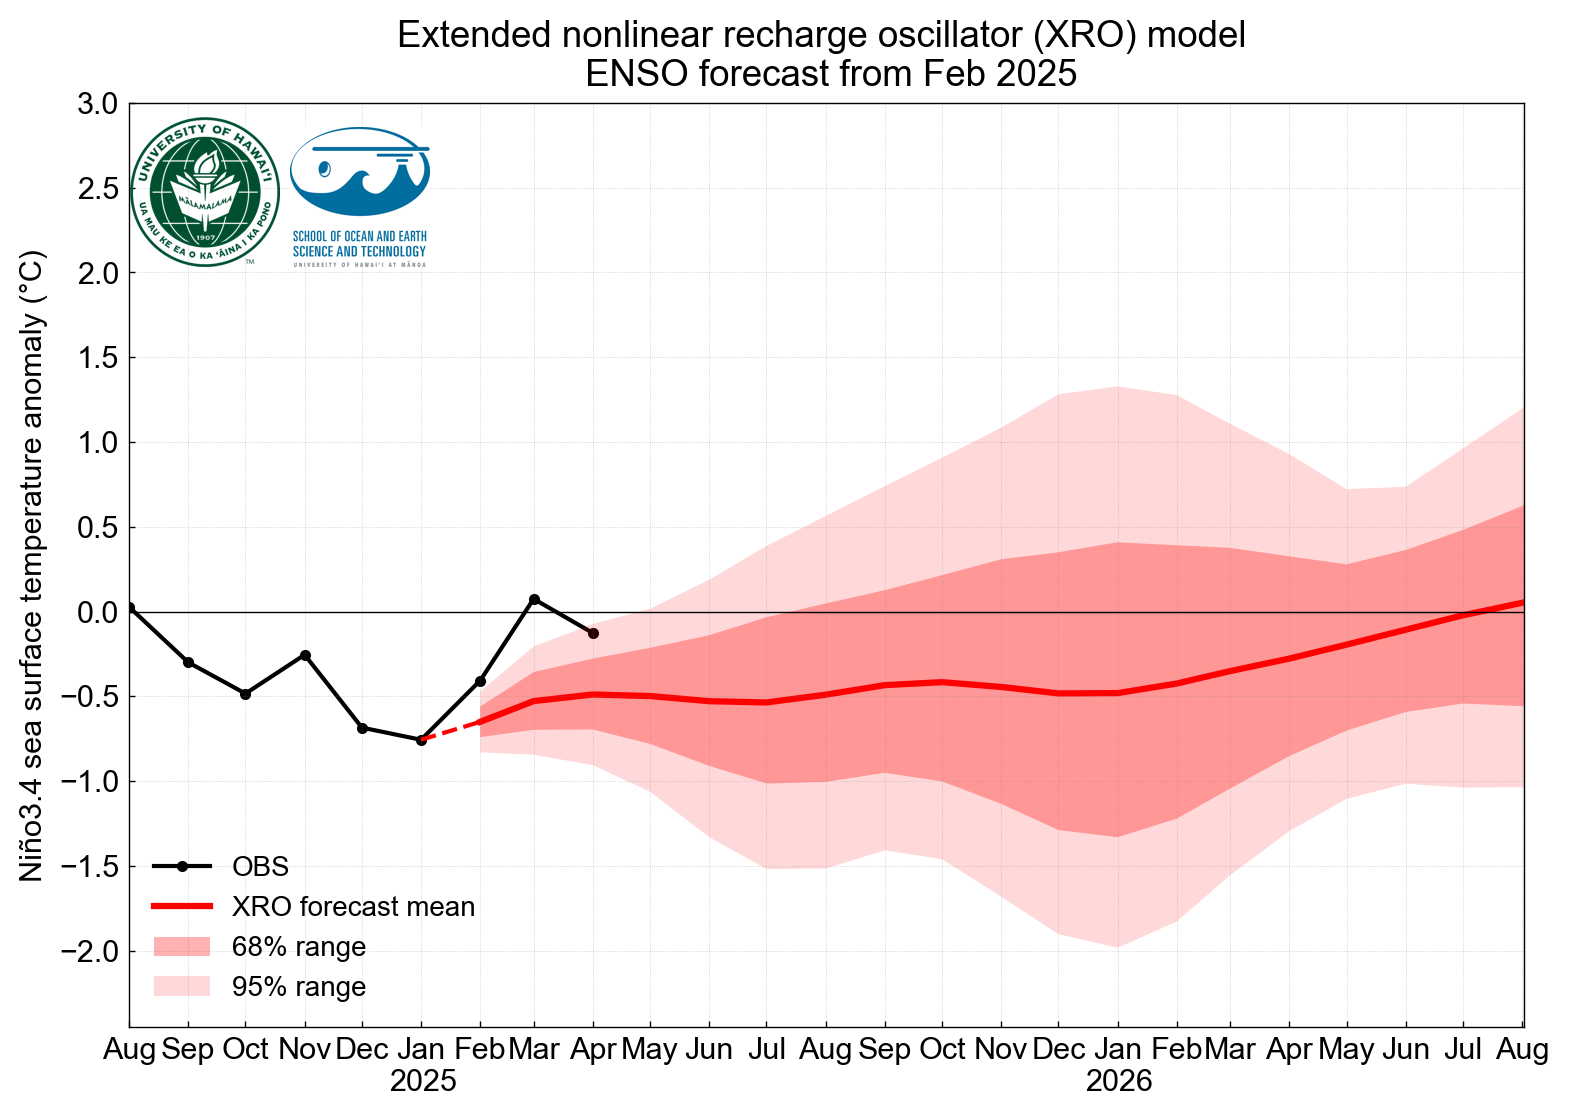 Extended nonlinear recharge oscillator (XRO) model
ENSO forecast from Feb 2025
Niño3.4 sea surface temperature anomaly (°C)
3.0
2.5
2.0
1.5
1.0
0.5
0.0
−0.5
−1.0
−1.5
−2.0
UNIVERSITY OF HAWAIʻI
MĀLAMALAMA
1907
UA MAU KE EA O KA ʻĀINA I KA PONO
TM
SCHOOL OF OCEAN AND EARTH
SCIENCE AND TECHNOLOGY
UNIVERSITY OF HAWAIʻI AT MĀNOA
OBS
XRO forecast mean
68% range
95% range
Aug Sep Oct Nov Dec Jan Feb Mar Apr May Jun Jul Aug Sep Oct Nov Dec Jan Feb Mar Apr May Jun Jul Aug
2025 2026